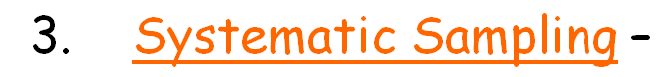 3. Systematic Sampling –